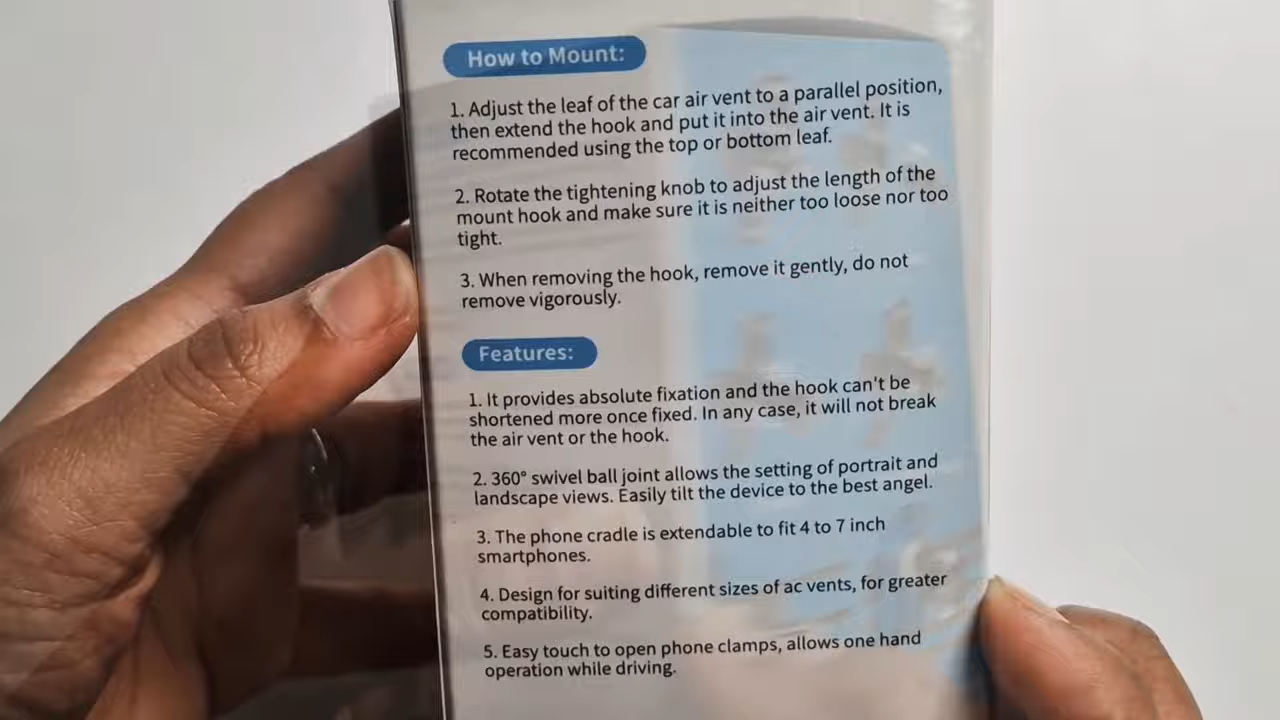 How to Mount:
1. Adjust the leaf of the car air vent to a parallel position,
then extend the hook and put it into the air vent. It is
recommended using the top or bottom leaf.
2. Rotate the tightening knob to adjust the length of the
mount hook and make sure it is neither too loose nor too
tight.
3. When removing the hook, remove it gently, do not
remove vigorously.
Features:
1. It provides absolute fixation and the hook can't be
shortened more once fixed. In any case, it will not break
the air vent or the hook.
2. 360° swivel ball joint allows the setting of portrait and
landscape views. Easily tilt the device to the best angel.
3. The phone cradle is extendable to fit 4 to 7 inch
smartphones.
4. Design for suiting different sizes of ac vents, for greater
compatibility.
5. Easy touch to open phone clamps, allows one hand
operation while driving.